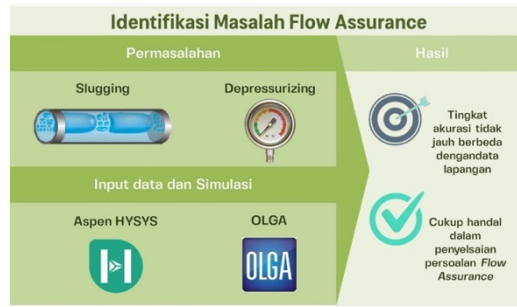 Identifikasi Masalah Flow Assurance
Permasalahan
Hasil
Slugging
Depressurizing
Tingkat
akurasi tidak
jauh berbeda
dengandata
lapangan
Input data dan Simulasi
Aspen HYSYS
OLGA
H
OLGA
Cukup handal
dalam
penyelsaian
persoalan Flow
Assurance